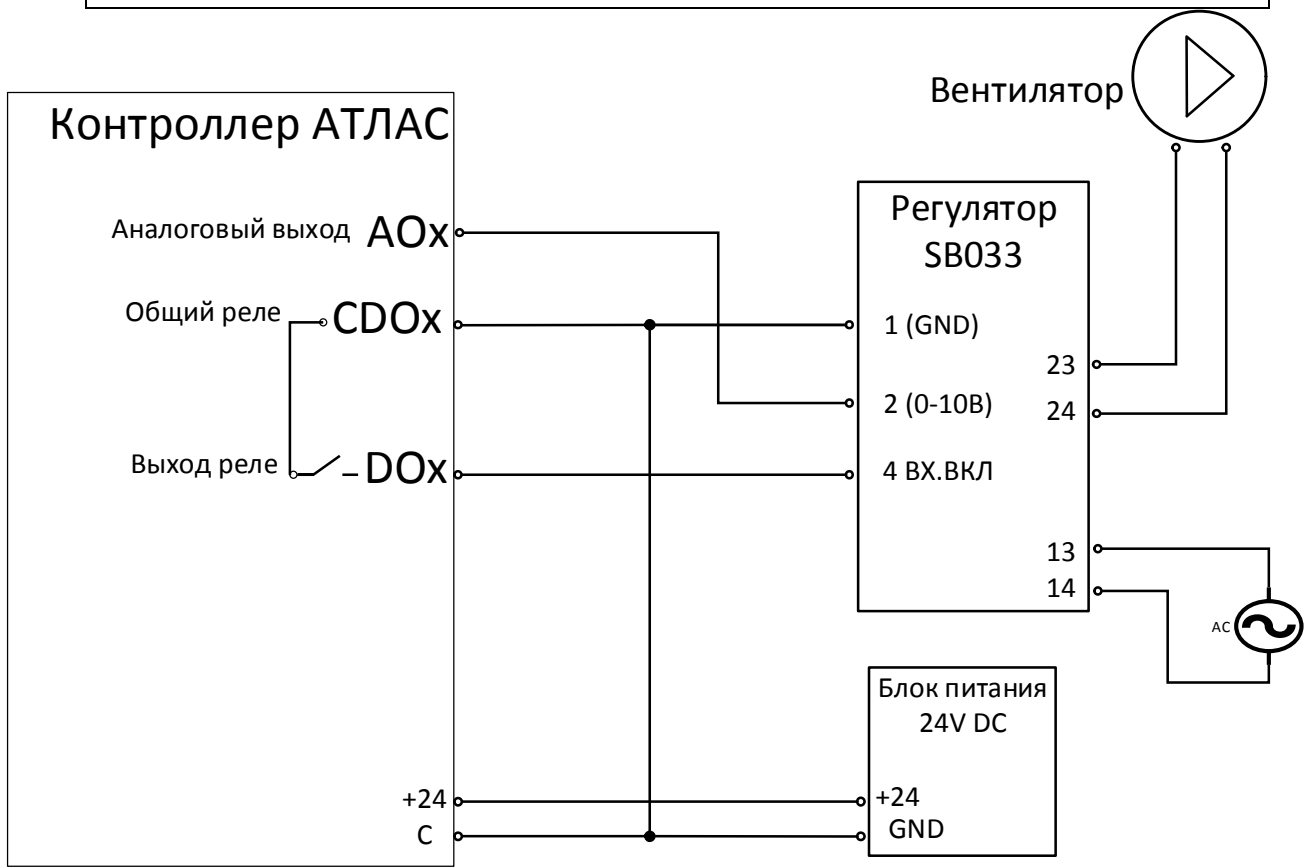 Вентилятор
Контроллер АТЛАС
Аналоговый выход AOx
Общий реле CDOx
Выход реле DOx
+24
C
Регулятор
SB033
1 (GND)
23
2 (0-10В)
24
4 ВХ.ВКЛ
13
14
AC
Блок питания
24V DC
+24
GND